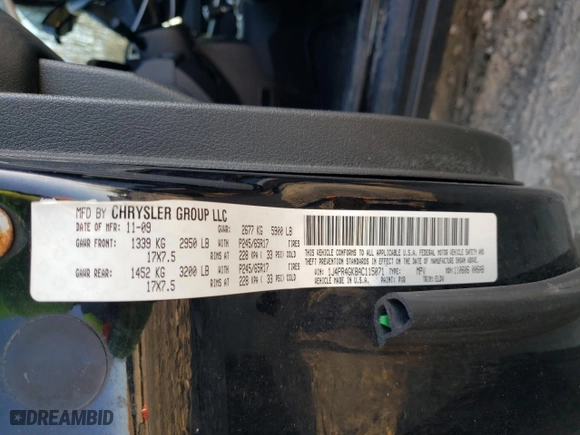 MFD BY CHRYSLER GROUP LLC
DATE OF MFR: 11-09 GVWR: 2677 KG 5900 LB
GAWR FRONT: 1339 KG 2950 LB WITH P245/65R17 TIRES
17X7.5 RIMS AT 228 KPA ( 33 PSI) COLD
GAWR REAR: 1452 KG 3200 LB WITH P245/65R17 TIRES
17X7.5 RIMS AT 228 KPA ( 33 PSI) COLD
THIS VEHICLE CONFORMS TO ALL APPLICABLE U.S.A. FEDERAL MOTOR VEHICLE SAFETY
AND THEFT PREVENTION STANDARDS IN EFFECT ON THE DATE OF MANUFACTURE SHOWN ABOVE.
VIN: 1J4PR4GK8AC115071 TYPE: MPV
VEHICLE MADE IN U.S.A. PAINT: PXR TRIM:
DREAMBID